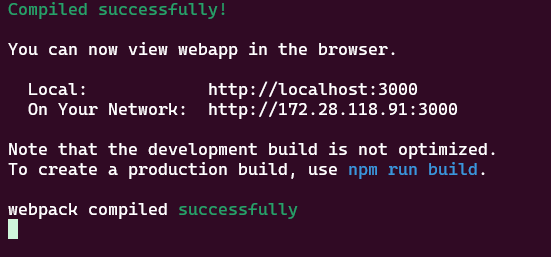 Compiled successfully!
You can now view webapp in the browser.
Local: http://localhost:3000
On Your Network: http://172.28.118.91:3000
Note that the development build is not optimized.
To create a production build, use npm run build.
webpack compiled successfully